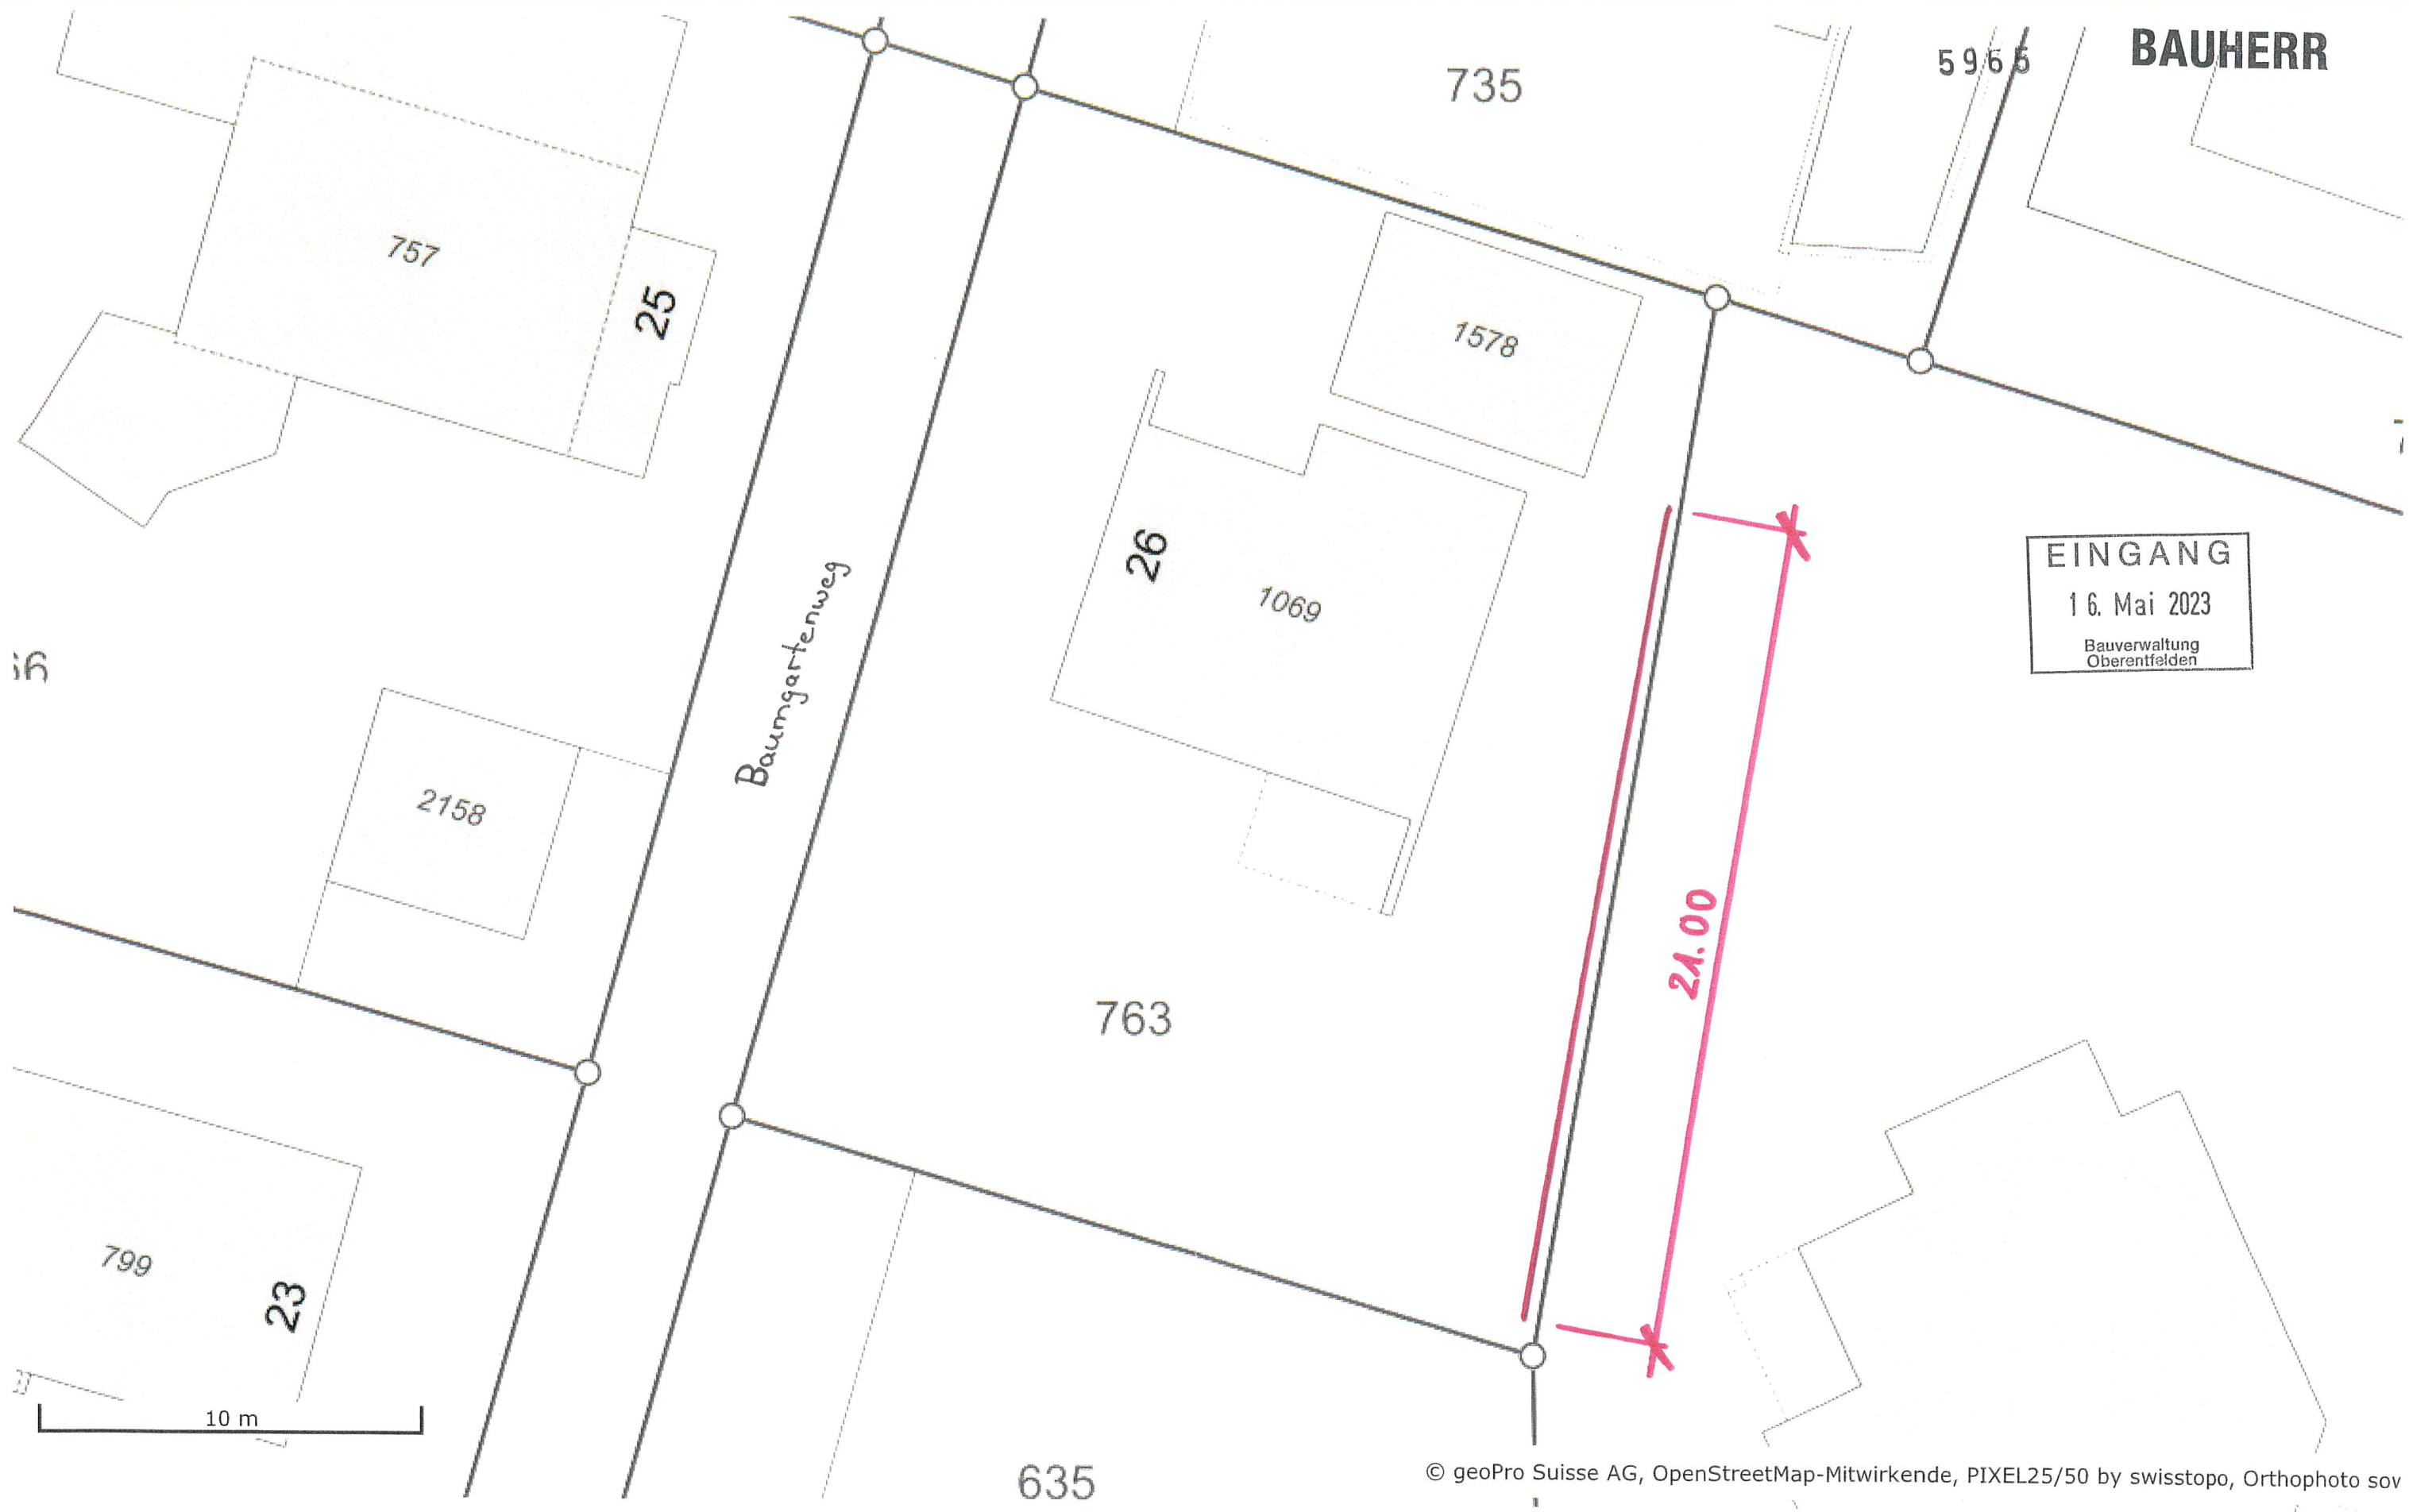 BAUHERR
5965
735
757
25
1578
EINGANG
16. Mai 2023
Bauverwaltung
Oberentfelden
26
1069
Baumgartenweg
2158
21.00
763
799
23
10 m
635
© geoPro Suisse AG, OpenStreetMap-Mitwirkende, PIXEL25/50 by swisstopo, Orthophoto